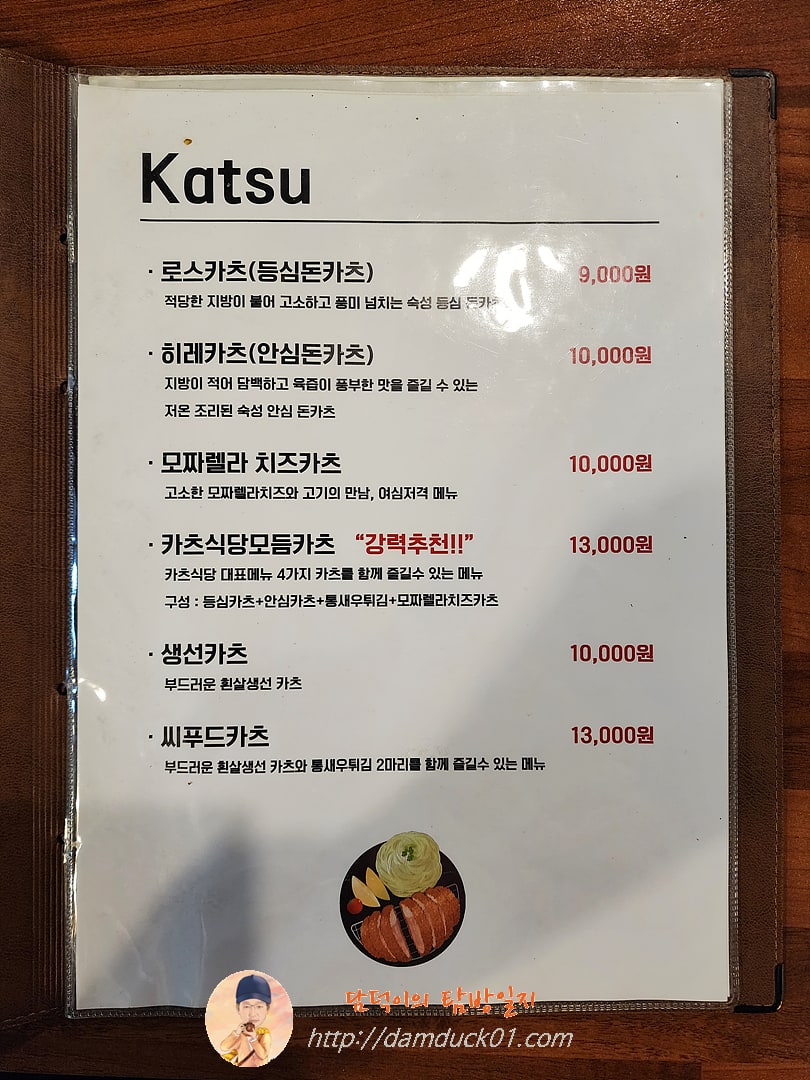 Katsu
· 로스카츠(등심돈카츠) 9,000원
적당한 지방이 붙어 고소하고 풍미 넘치는 숙성 등심 돈카츠
· 히레카츠(안심돈카츠) 10,000원
지방이 적어 담백하고 육즙이 풍부한 맛을 즐길 수 있는
저온 조리된 숙성 안심 돈카츠
· 모짜렐라 치즈카츠 10,000원
고소한 모짜렐라치즈와 고기의 만남, 여심저격 메뉴
· 카츠식당모듬카츠 “강력추천!!” 13,000원
카츠식당 대표메뉴 4가지 카츠를 함께 즐길수 있는 메뉴
구성 : 등심카츠+안심카츠+통새우튀김+모짜렐라치즈카츠
· 생선카츠 10,000원
부드러운 흰살생선 카츠
· 씨푸드카츠 13,000원
부드러운 흰살생선 카츠와 통새우튀김 2마리를 함께 즐길수 있는 메뉴
담덕이의 탐방일지
http://damduck01.com